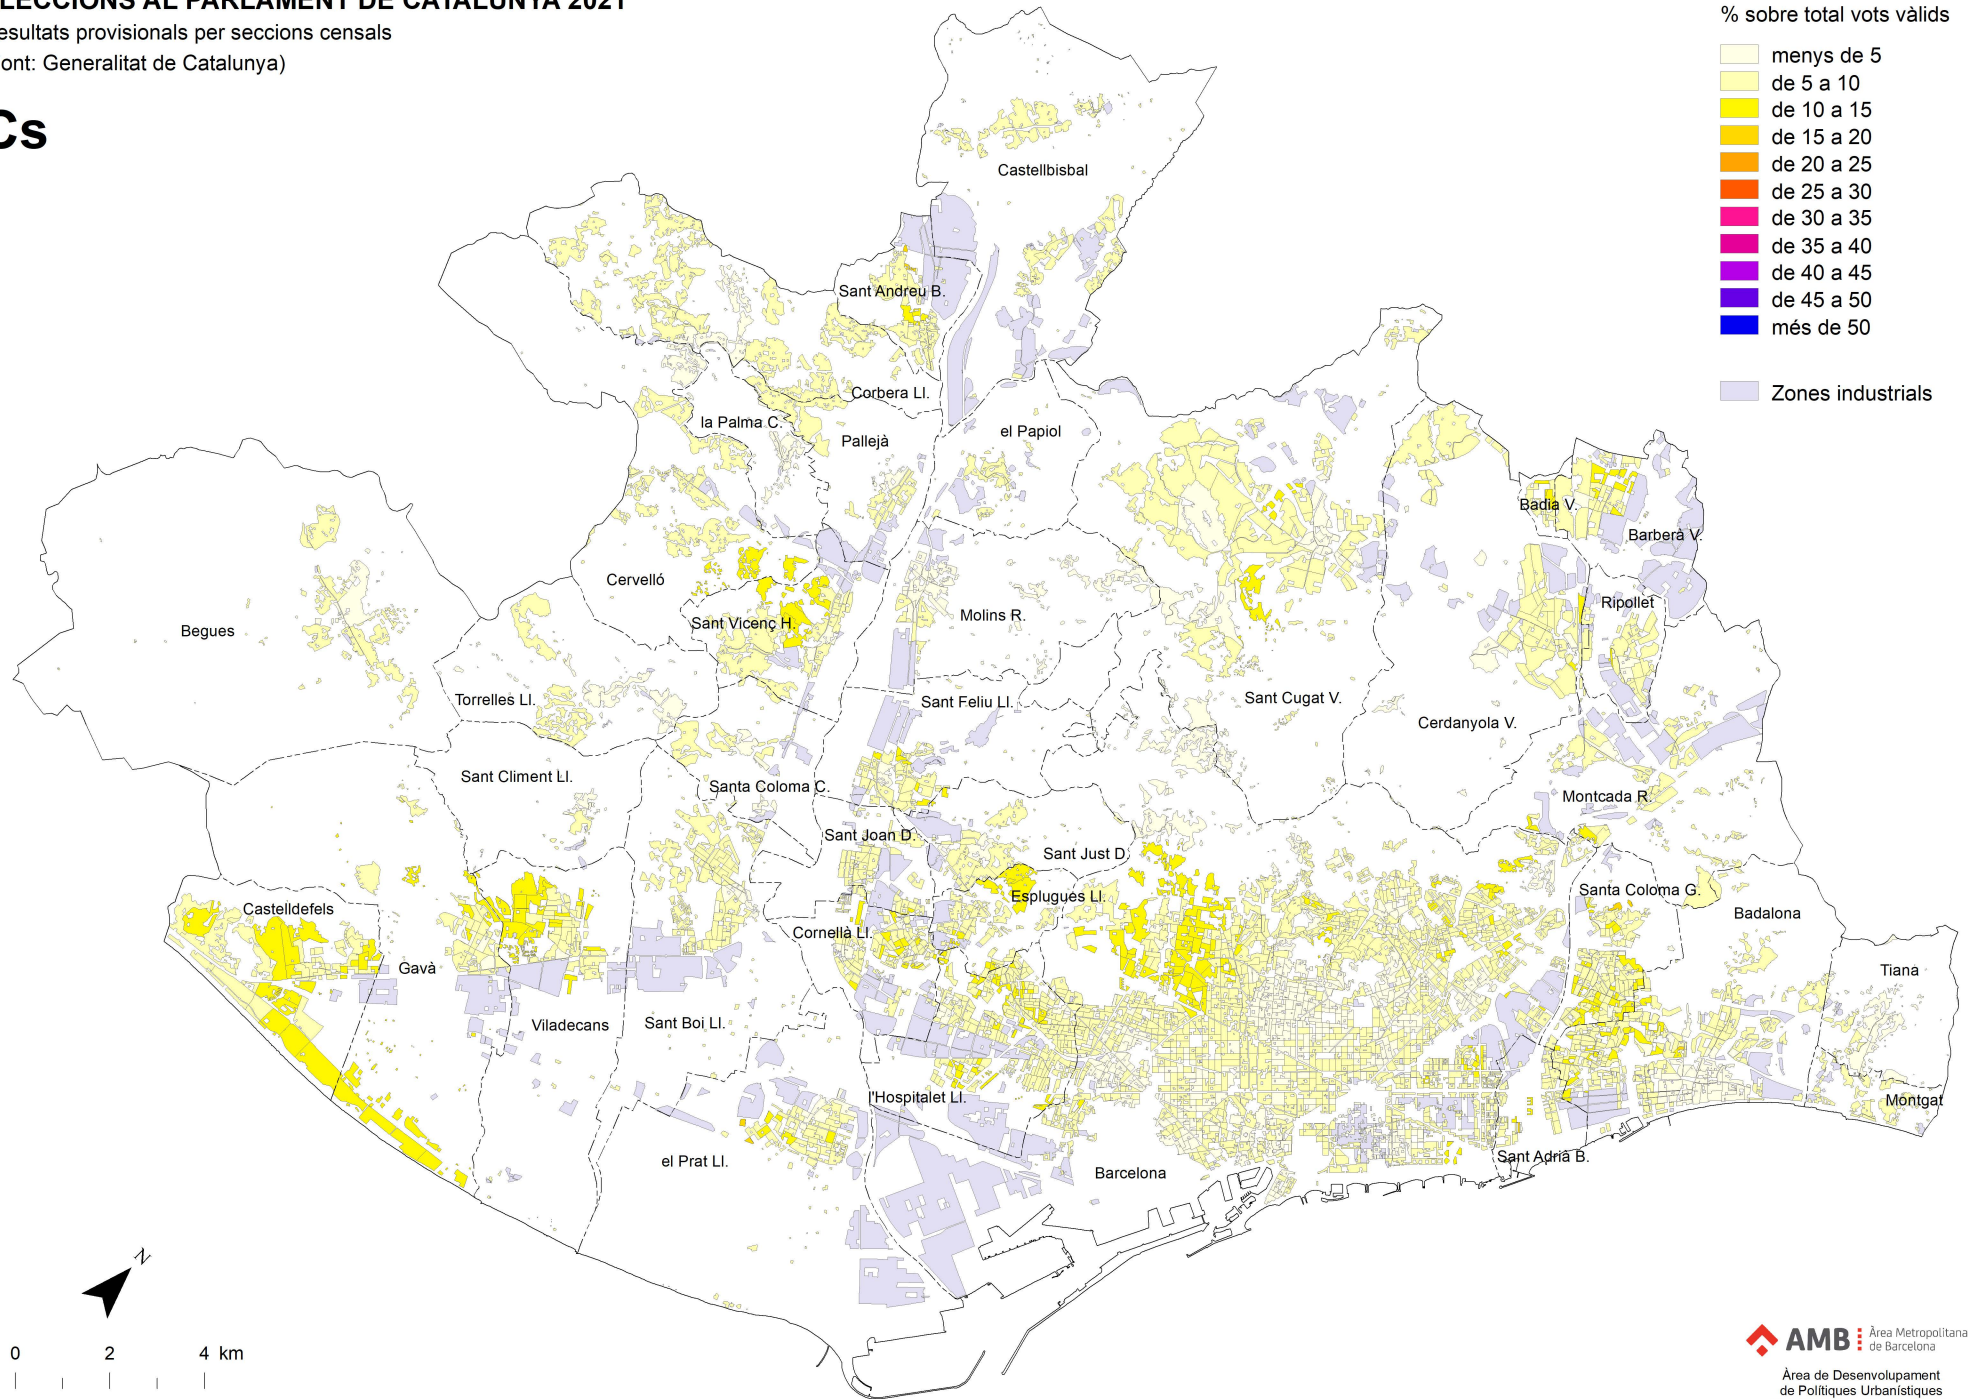 LECCIONS AL PARLAMENT DE CATALUNYA 2021
esultats provisionals per seccions censals
ont: Generalitat de Catalunya)
Cs
% sobre total vots vàlids
menys de 5
de 5 a 10
de 10 a 15
de 15 a 20
de 20 a 25
de 25 a 30
de 30 a 35
de 35 a 40
de 40 a 45
de 45 a 50
més de 50
Zones industrials
Castellbisbal
Sant Andreu B.
Corbera Ll.
la Palma C.
Pallejà
el Papiol
Badia V.
Barberà V.
Cervelló
Ripollet
Molins R.
Sant Vicenç H.
Begues
Torrelles Ll.
Sant Feliu Ll.
Sant Cugat V.
Cerdanyola V.
Sant Climent Ll.
Santa Coloma C.
Montcada R.
Sant Joan D.
Sant Just D.
Esplugues Ll.
Santa Coloma G.
Castelldefels
Badalona
Cornellà Ll.
Gavà
Tiana
Viladecans
Sant Boi Ll.
l'Hospitalet Ll.
Montgat
el Prat Ll.
Barcelona
Sant Adrià B.
N
0 2 4 km
AMB
Àrea Metropolitana
de Barcelona
Àrea de Desenvolupament
de Polítiques Urbanístiques